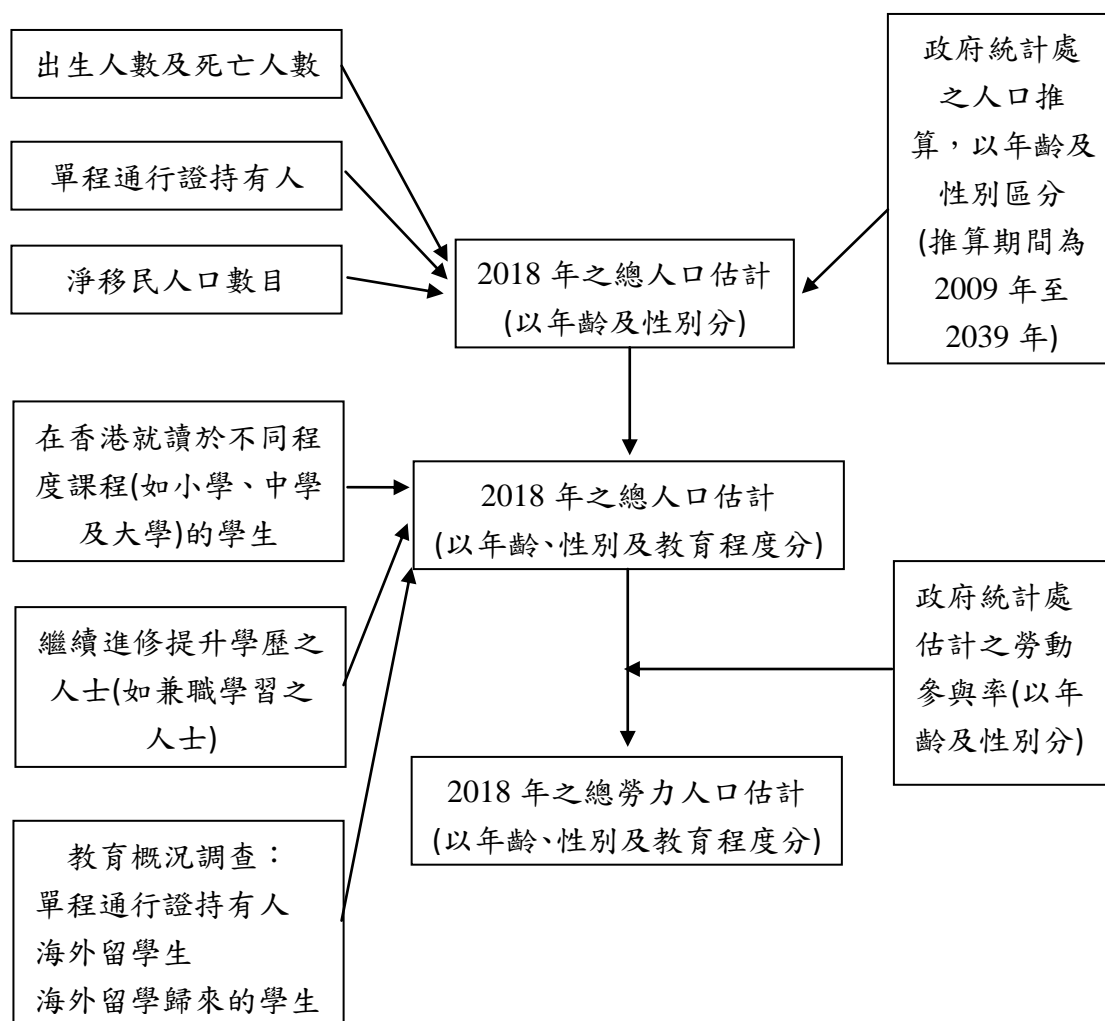 出生人數及死亡人數
單程通行證持有人
淨移民人口數目
政府統計處
之人口推
算，以年齡及
性別區分
(推算期間為
2009 年至
2039 年)
2018 年之總人口估計
(以年齡及性別分)
在香港就讀於不同程
度課程(如小學、中學
及大學)的學生
2018 年之總人口估計
(以年齡、性別及教育程度分)
繼續進修提升學歷之
人士(如兼職學習之
人士)
政府統計處
估計之勞動
參與率(以年
齡及性別分)
2018 年之總勞力人口估計
(以年齡、性別及教育程度分)
教育概況調查：
單程通行證持有人
海外留學生
海外留學歸來的學生